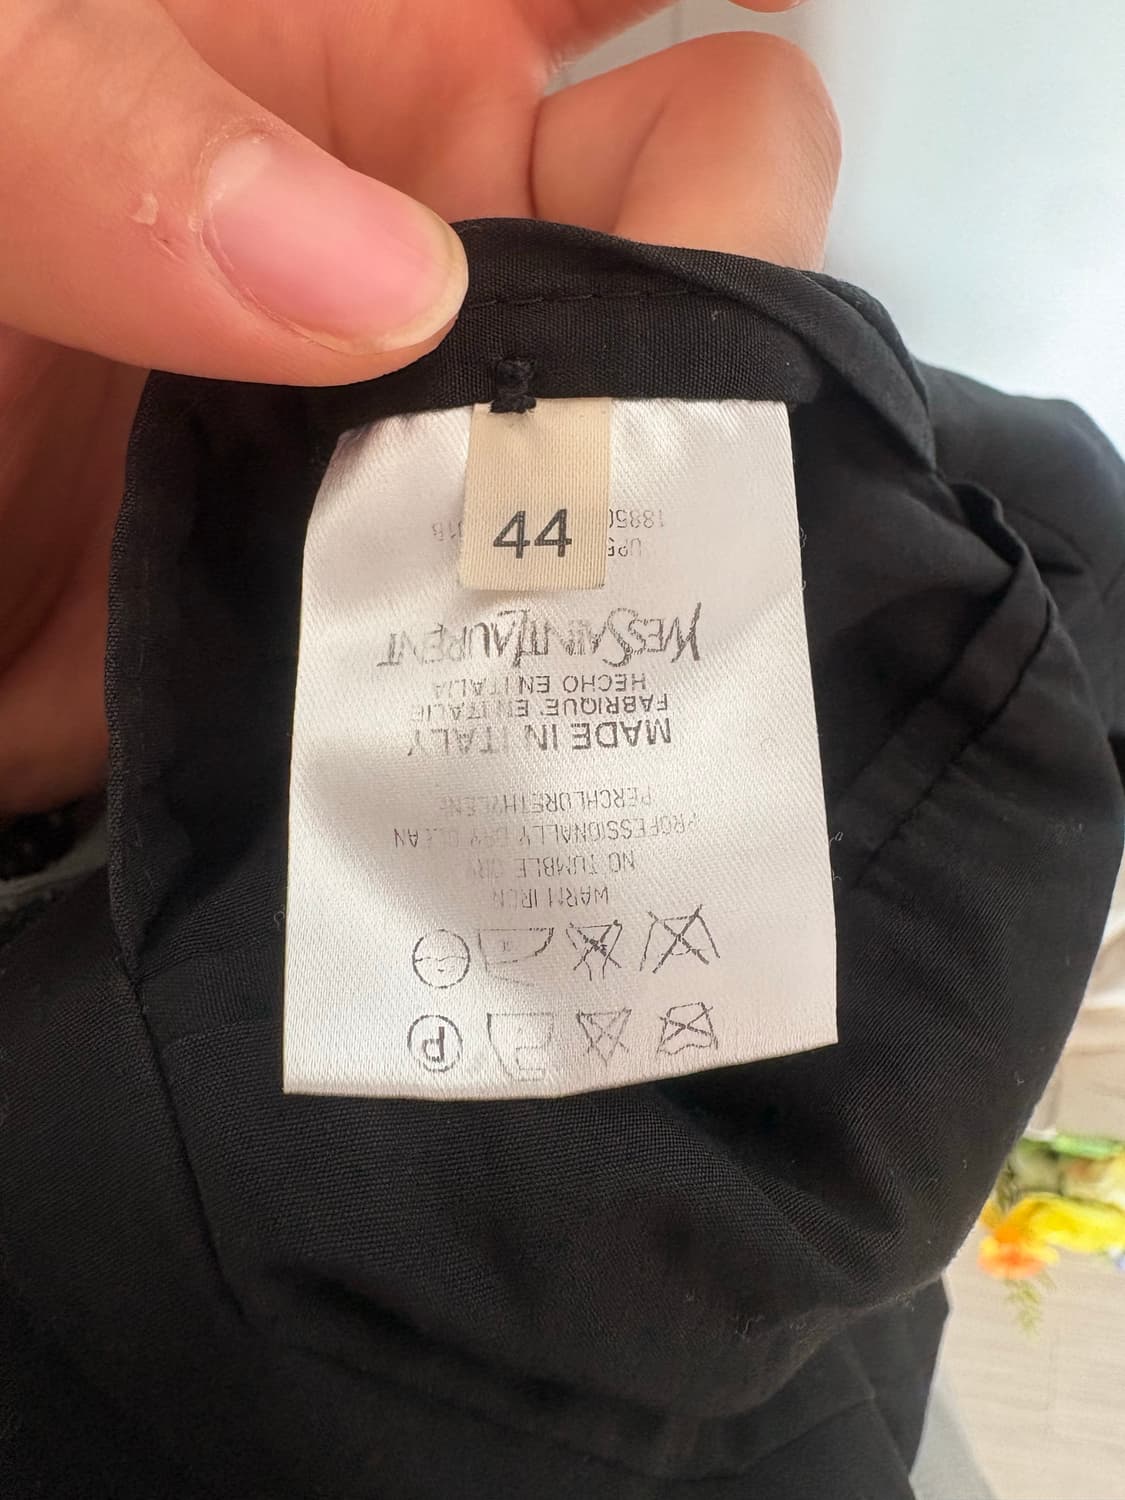 44
P
WARM IRON
NO TUMBLE DRY
PROFESSIONALLY DRY CLEAN
PERCHLORETHYLENE
MADE IN ITALY
FABRIQUE EN ITALIE
HECHO EN ITALIA
YVESSAINTLAURENT